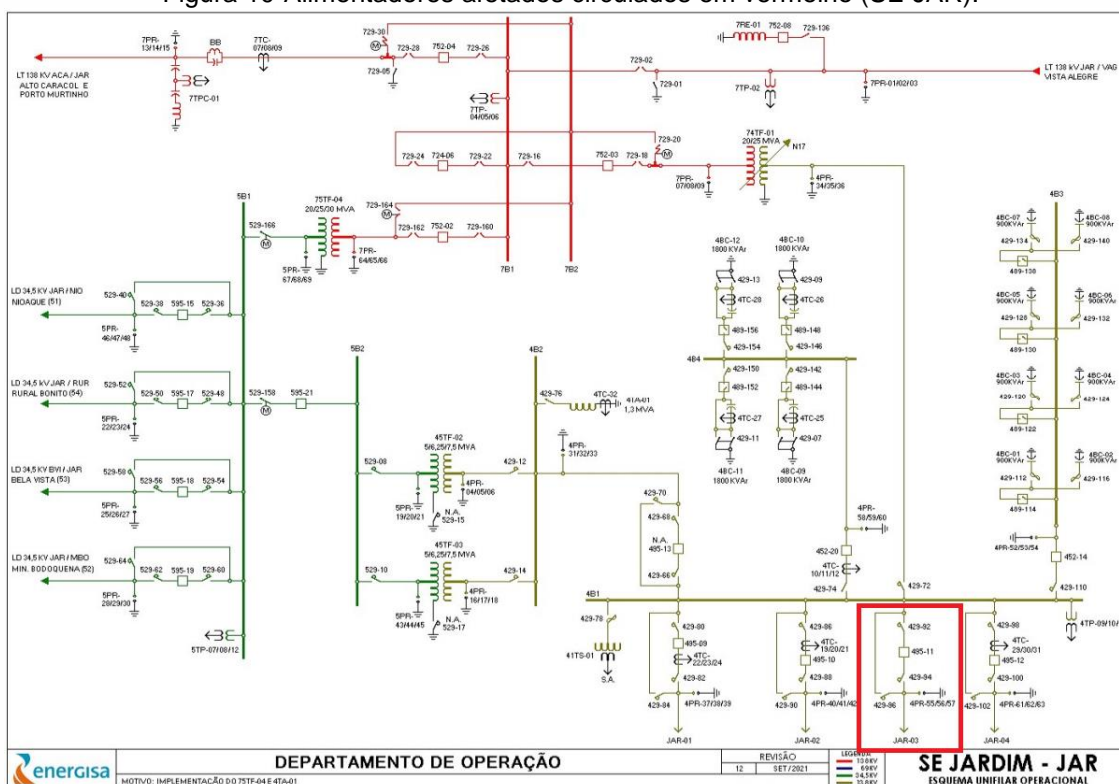 Figura 10 Alimentadores afetados circulados em vermelho (SE JAR).
7PR-
13/14/15
BB
7TC-
07/08/09
729-30
M
729-28
752-04
729-26
729-05
LT 138 KV ACA / JAR
ALTO CARACOL E
PORTO MURTINHO
7TPC-01
7TP-
04/05/06
7RE-01
752-08
729-136
729-02
729-01
7TP-02
7PR-01/02/03
LT 138 kV JAR / VAG
VISTA ALEGRE
729-24
724-06
729-22
729-16
752-03
729-18
729-20
M
7PR-
07/08/09
74TF-01
20/25 MVA
N17
4PR-
34/35/36
5B1
75TF-04
20/25/30 MVA
729-164
M
729-162
752-02
729-160
529-166
M
5PR-
67/68/69
7PR-
64/65/66
7B1
7B2
LD 34,5 kV JAR / NIO
NIOAQUE (51)
529-40
529-38
595-15
529-36
5PR-
46/47/48
LD 34,5 kV JAR / RUR
RURAL BONITO (54)
529-52
529-50
595-17
529-48
5PR-
22/23/24
529-158
M
595-21
LD 34,5 kV BVI / JAR
BELA VISTA (53)
529-58
529-56
595-18
529-54
5PR-
25/26/27
LD 34,5 KV JAR / MBO
MIN. BODOQUENA (52)
529-64
529-62
595-19
529-60
5PR-
28/29/30
5TP-07/08/12
5B2
4B2
429-76
4TC-32
1,3 MVA
45TF-02
5/6,25/7,5 MVA
529-08
429-12
5PR-
19/20/21
4PR-
04/05/06
N.A.
529-15
4PR-
31/32/33
45TF-03
5/6,25/7,5 MVA
529-10
429-14
5PR-
43/44/45
4PR-
16/17/18
N.A.
529-17
4BC-12
1800 KVAr
4BC-10
1800 KVAr
429-13
429-09
4TC-28
4TC-26
489-156
489-148
429-154
429-146
4B4
429-150
429-142
489-152
489-144
4TC-27
4TC-25
429-11
429-07
4BC-11
1800 KVAr
4BC-09
1800 KVAr
4B3
4BC-07
900KVAr
4BC-08
900KVAr
429-134
429-140
489-138
4BC-05
900KVAr
4BC-06
900KVAr
429-128
429-132
489-130
4BC-03
900KVAr
4BC-04
900KVAr
429-120
429-124
489-122
4BC-01
900KVAr
4BC-02
900KVAr
429-112
429-116
489-114
429-70
429-68
N.A.
495-13
429-66
4PR-
58/59/60
452-20
4TC-
10/11/12
429-74
429-72
4PR-52/53/54
452-14
429-110
4B1
429-78
41TS-01
S.A.
429-80
495-09
4TC-
22/23/24
429-82
429-84
4PR-37/38/39
JAR-01
429-86
4TC-
19/20/21
495-10
429-88
429-90
4PR-40/41/42
JAR-02
429-92
495-11
429-94
429-96
4PR-55/56/57
JAR-03
429-98
4TC-
29/30/31
495-12
429-100
429-102
4PR-61/62/63
JAR-04
4TP-09/10/
energisa
DEPARTAMENTO DE OPERAÇÃO
MOTIVO: IMPLEMENTAÇÃO DO 75TF-04 E 4TA-01
REVISÃO
12
SET/2021
LEGENDA
138KV
69KV
34,5KV
13,8KV
SE JARDIM - JAR
ESQUEMA UNIFILAR OPERACIONAL